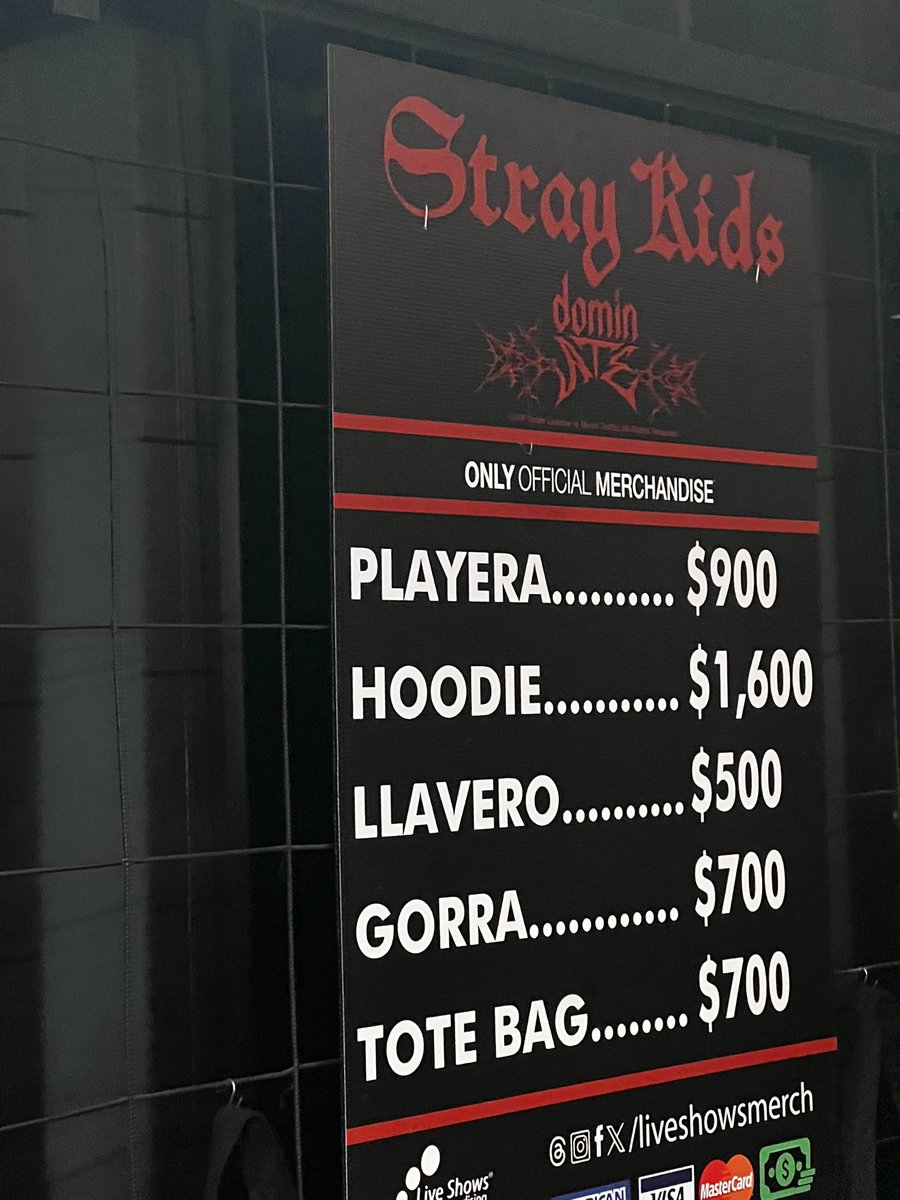 Stray Kids
domin
ATE
ONLY OFFICIAL MERCHANDISE
PLAYERA.......... $900
HOODIE........... $1,600
LLAVERO.......... $500
GORRA............ $700
TOTE BAG........ $700
/liveshowsmerch
Live Shows®
VISA
MasterCard
$